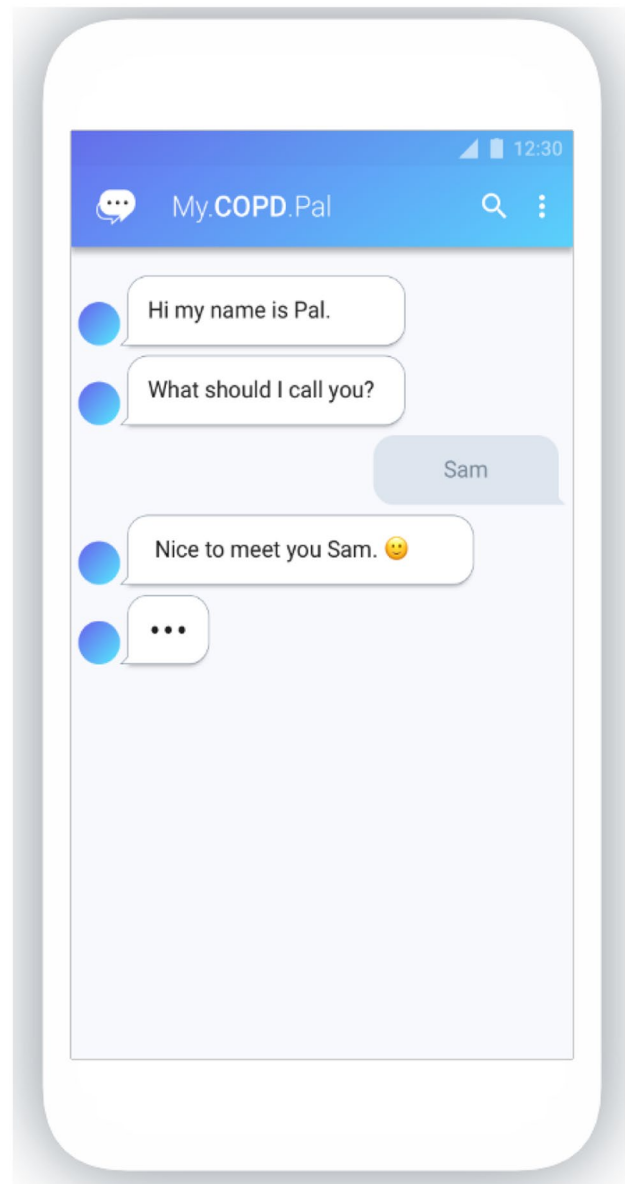 12:30
My.COPD.Pal
Hi my name is Pal.
What should I call you?
Sam
Nice to meet you Sam. 🙂
•••